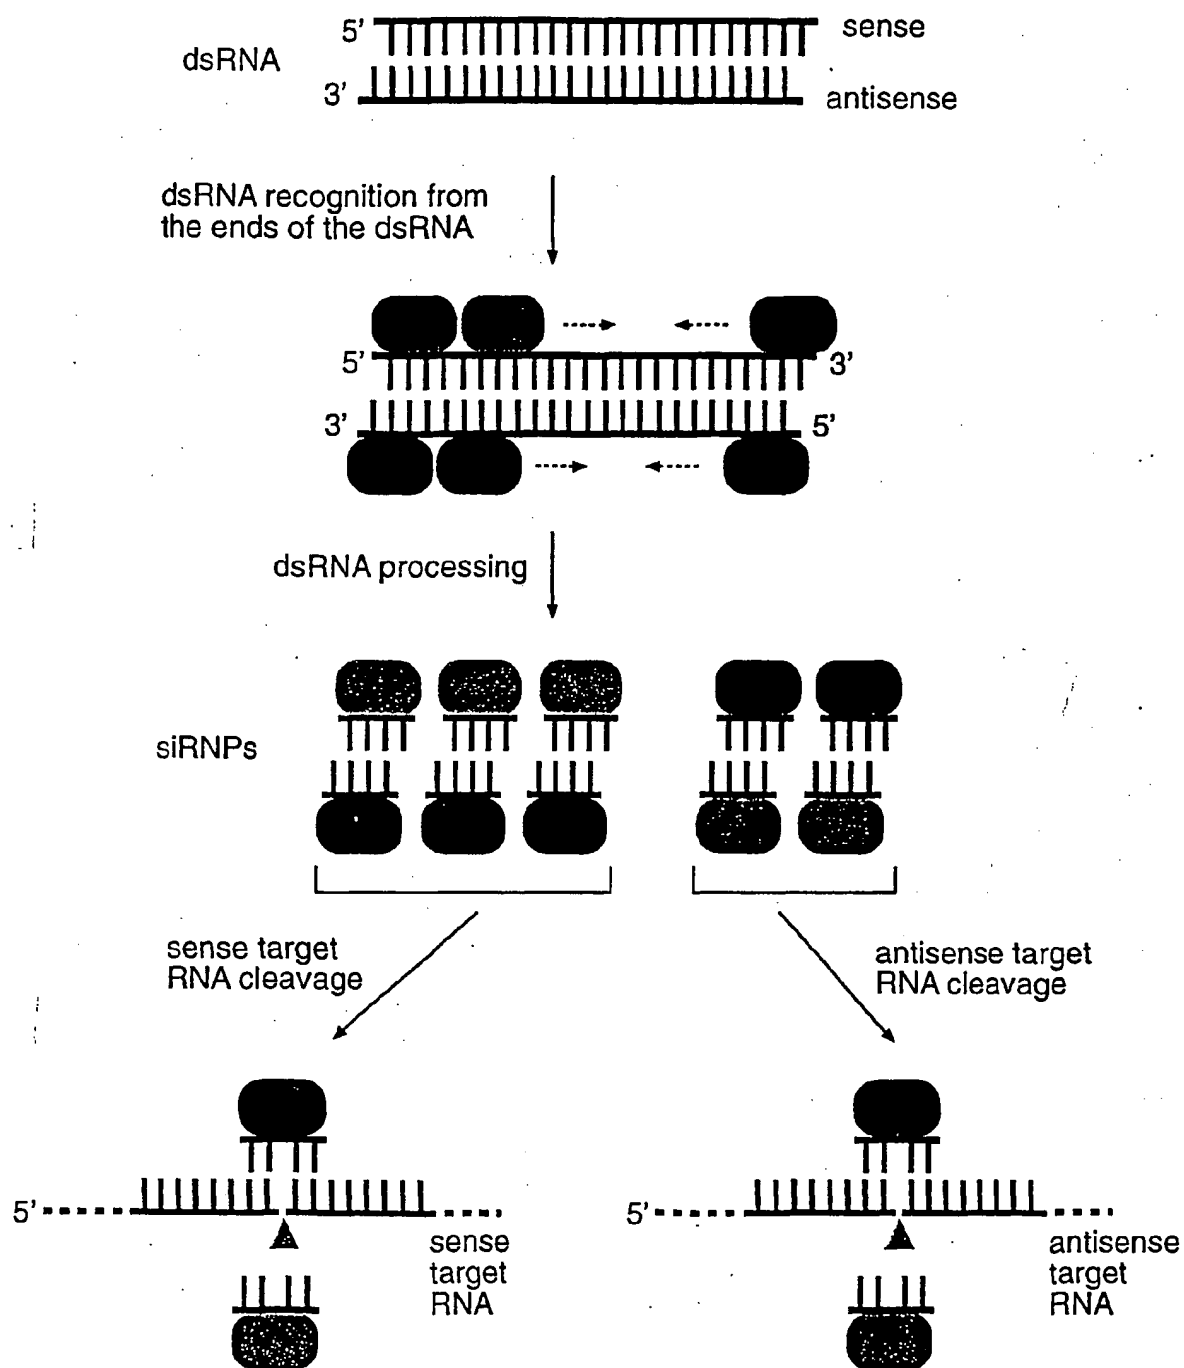 5' sense
dsRNA
3' antisense
dsRNA recognition from
the ends of the dsRNA
5' 3'
3' 5'
dsRNA processing
siRNPs
sense target
RNA cleavage
antisense target
RNA cleavage
5'
sense
target
RNA
5'
antisense
target
RNA